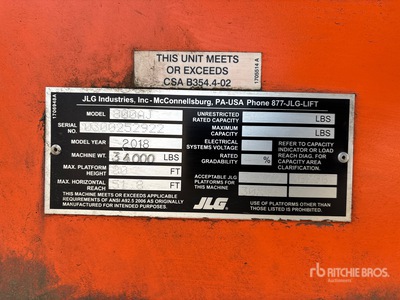 THIS UNIT MEETS
OR EXCEEDS
CSA B354.4-02
1705514 A
1706948 A
JLG Industries, Inc - McConnellsburg, PA-USA Phone 877-JLG-LIFT
MODEL 800AJ
SERIAL NO. 0300252922
MODEL YEAR 2018
MACHINE WT. 34000 LBS
MAX. PLATFORM HEIGHT FT
MAX. HORIZONTAL REACH FT
THIS MACHINE MEETS OR EXCEEDS APPLICABLE
REQUIREMENTS OF ANSI A92.5 2006 AS ORIGINALLY
MANUFACTURED FOR INTENDED PURPOSES.
UNRESTRICTED RATED CAPACITY LBS
MAXIMUM CAPACITY LBS
ELECTRICAL SYSTEMS VOLTAGE
RATED GRADEABILITY %
REFER TO CAPACITY
INDICATOR OR LOAD
REACH DIAG. FOR
CAPACITY AREA
CLARIFICATION.
ACCEPTABLE JLG
PLATFORMS FOR
THIS MACHINE
JLG
USE OF PLATFORMS OTHER THAN
THOSE LISTED IS PROHIBITED.
rb RITCHIE BROS.